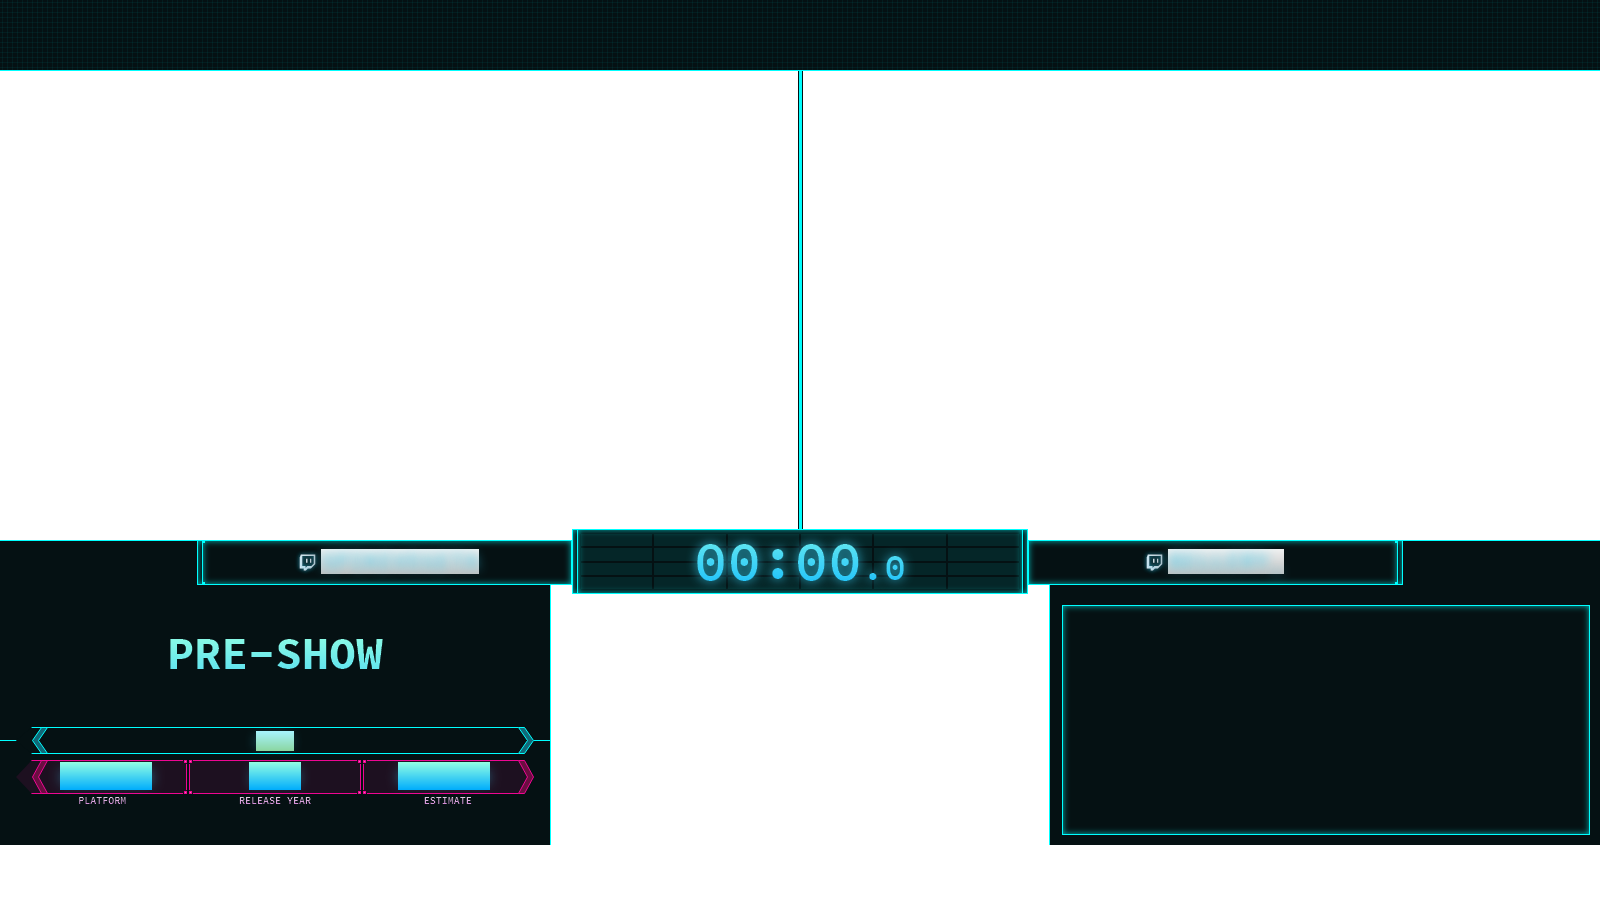 00:00.0
PRE-SHOW
PLATFORM
RELEASE YEAR
ESTIMATE